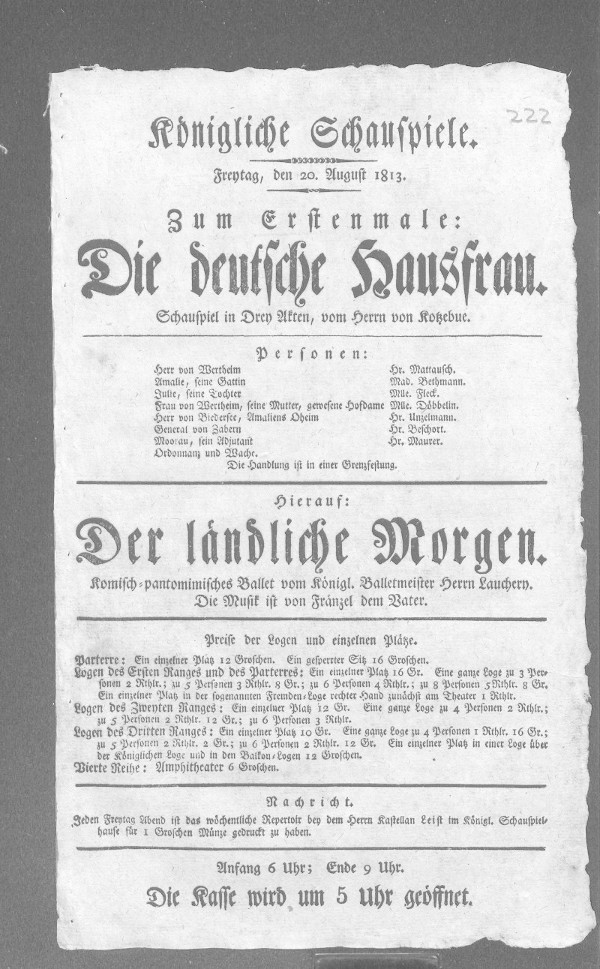 222
Königliche Schauspiele.
Freytag, den 20. August 1813.
Zum Erstenmale:
Die deutsche Hausfrau.
Schauspiel in Drey Akten, vom Herrn von Kotzebue.
Personen:
Herr von Wertheim Hr. Mattausch.
Amalie, seine Gattin Mad. Bethmann.
Julie, seine Tochter Mlle. Fleck.
Frau von Wertheim, seine Mutter, gewesene Hofdame Mlle. Döbbelin.
Herr von Biedersee, Amaliens Oheim Hr. Unzelmann.
General von Zabern Hr. Beschort.
Moorau, sein Adjutant Hr. Maurer.
Ordonnanz und Wache.
Die Handlung ist in einer Grenzfestung.
Hierauf:
Der ländliche Morgen.
Komisch-pantomimisches Ballet vom Königl. Balletmeister Herrn Lauchery.
Die Musik ist von Fränzel dem Vater.
Preise der Logen und einzelnen Plätze.
Parterre: Ein einzelner Platz 12 Groschen. Ein gesperrter Sitz 16 Groschen.
Logen des Ersten Ranges und des Parterres: Ein einzelner Platz 16 Gr. Eine ganze Loge zu 3 Per-
sonen 2 Rthlr.; zu 5 Personen 3 Rthlr. 8 Gr.; zu 6 Personen 4 Rthlr.; zu 8 Personen 5 Rthlr. 8 Gr.
Ein einzelner Platz in der sogenannten Fremden-Loge rechter Hand zunächst am Theater 1 Rthlr.
Logen des Zweyten Ranges: Ein einzelner Platz 12 Gr. Eine ganze Loge zu 4 Personen 2 Rthlr.;
zu 5 Personen 2 Rthlr. 12 Gr.; zu 6 Personen 3 Rthlr.
Logen des Dritten Ranges: Ein einzelner Platz 10 Gr. Eine ganze Loge zu 4 Personen 1 Rthlr. 16 Gr.;
zu 5 Personen 2 Rthlr. 2 Gr.; zu 6 Personen 2 Rthlr. 12 Gr. Ein einzelner Platz in einer Loge über
der Königlichen Loge und in den Balkon-Logen 12 Groschen.
Vierte Reihe: Amphitheater 6 Groschen.
Nachricht.
Jeden Freytag Abend ist das wöchentliche Repertoir bey dem Herrn Kastellan Leist im Königl. Schauspiel-
hause für 1 Groschen Münze gedruckt zu haben.
Anfang 6 Uhr; Ende 9 Uhr.
Die Kasse wird um 5 Uhr geöffnet.